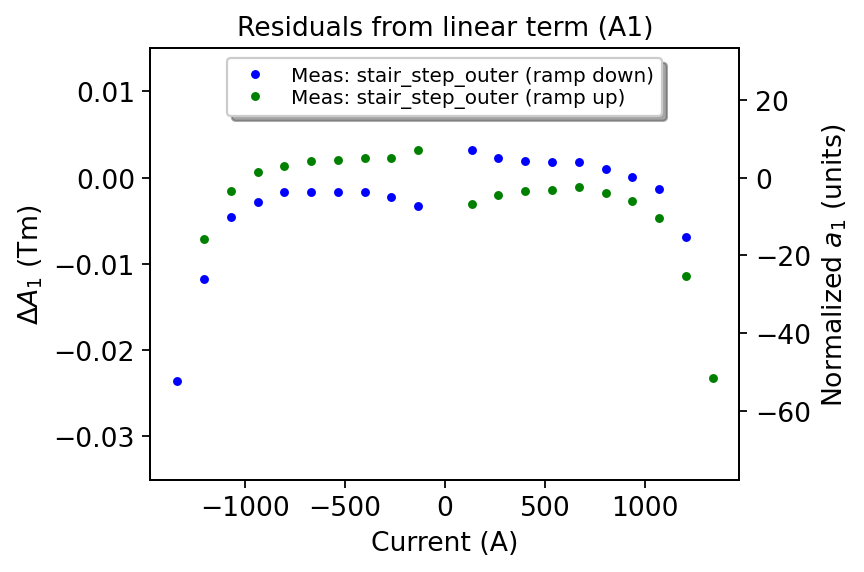 Residuals from linear term (A1)
Meas: stair_step_outer (ramp down)
Meas: stair_step_outer (ramp up)
0.01
0.00
−0.01
−0.02
−0.03
ΔA₁ (Tm)
20
0
−20
−40
−60
Normalized a₁ (units)
−1000
−500
0
500
1000
Current (A)